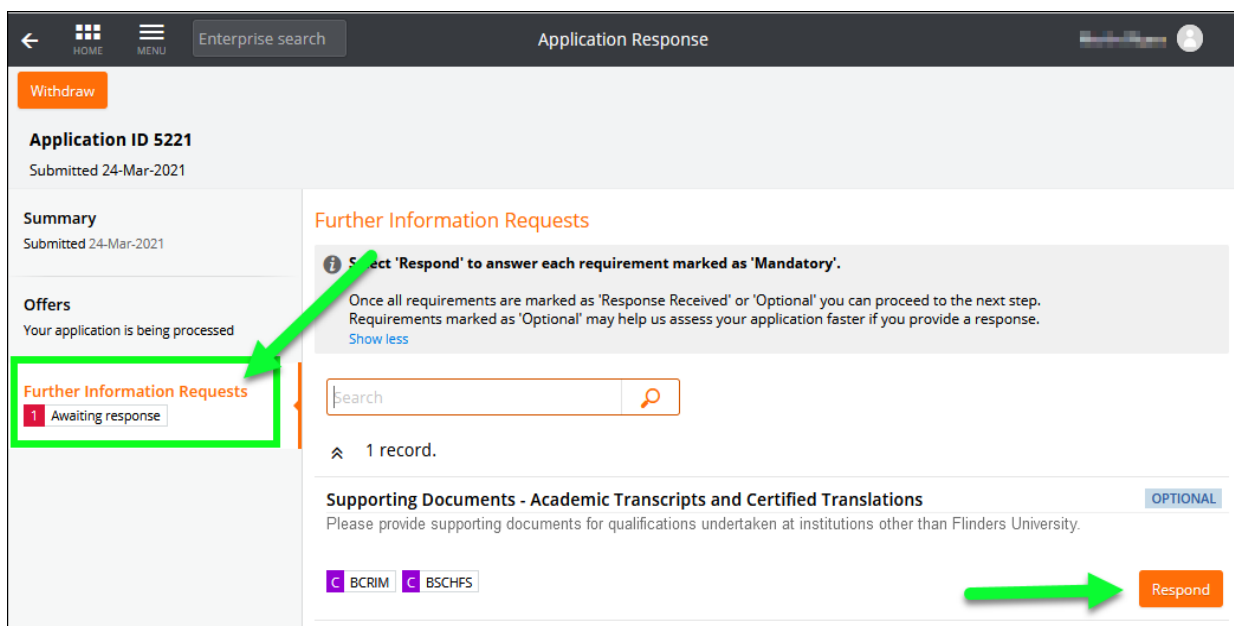 HOME
MENU
Enterprise search
Application Response
Withdraw
Application ID 5221
Submitted 24-Mar-2021
Summary
Submitted 24-Mar-2021
Offers
Your application is being processed
Further Information Requests
1 Awaiting response
Further Information Requests
Select 'Respond' to answer each requirement marked as 'Mandatory'.
Once all requirements are marked as 'Response Received' or 'Optional' you can proceed to the next step.
Requirements marked as 'Optional' may help us assess your application faster if you provide a response.
Show less
Search
1 record.
Supporting Documents - Academic Transcripts and Certified Translations
OPTIONAL
Please provide supporting documents for qualifications undertaken at institutions other than Flinders University.
C BCRIM C BSCHFS
Respond